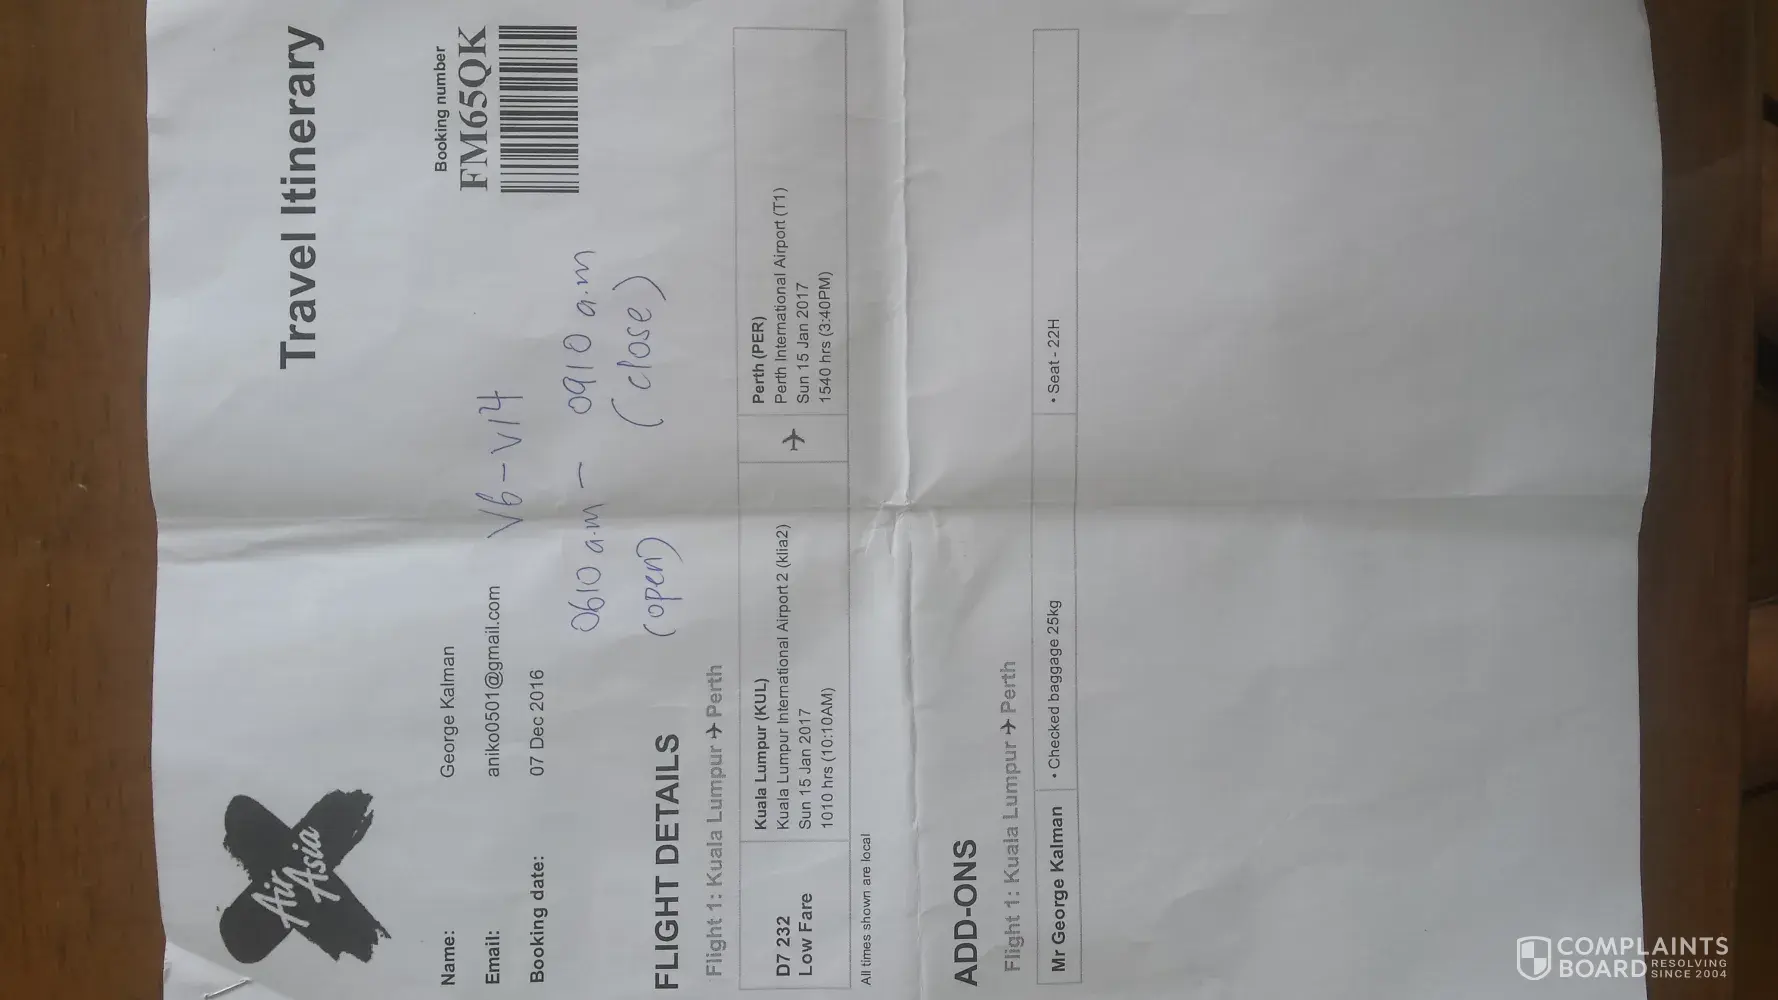 Air
Asia
Travel Itinerary
Booking number
FM65QK
Name: George Kalman
Email: aniko0501@gmail.com
Booking date: 07 Dec 2016
V6 - V14
0610 a.m - 0910 a.m
(open) (close)
FLIGHT DETAILS
Flight 1: Kuala Lumpur ✈ Perth
D7 232
Low Fare
Kuala Lumpur (KUL)
Kuala Lumpur International Airport 2 (klia2)
Sun 15 Jan 2017
1010 hrs (10:10AM)
Perth (PER)
Perth International Airport (T1)
Sun 15 Jan 2017
1540 hrs (3:40PM)
All times shown are local
ADD-ONS
Flight 1: Kuala Lumpur ✈ Perth
Mr George Kalman • Checked baggage 25kg • Seat - 22H
COMPLAINTS
BOARD RESOLVING SINCE 2004